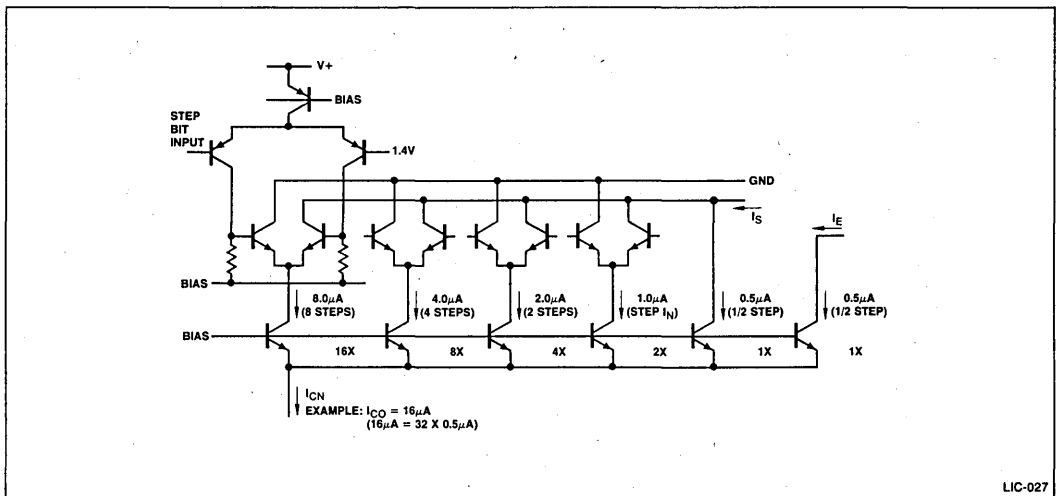 V+
BIAS
STEP
BIT
INPUT
1.4V
GND
I_S
I_E
BIAS
8.0µA
(8 STEPS)
4.0µA
(4 STEPS)
2.0µA
(2 STEPS)
1.0µA
(STEP I_N)
0.5µA
(1/2 STEP)
0.5µA
(1/2 STEP)
BIAS
16X
8X
4X
2X
1X
1X
I_CN
EXAMPLE: I_CO = 16µA
(16µA = 32 X 0.5µA)
LIC-027